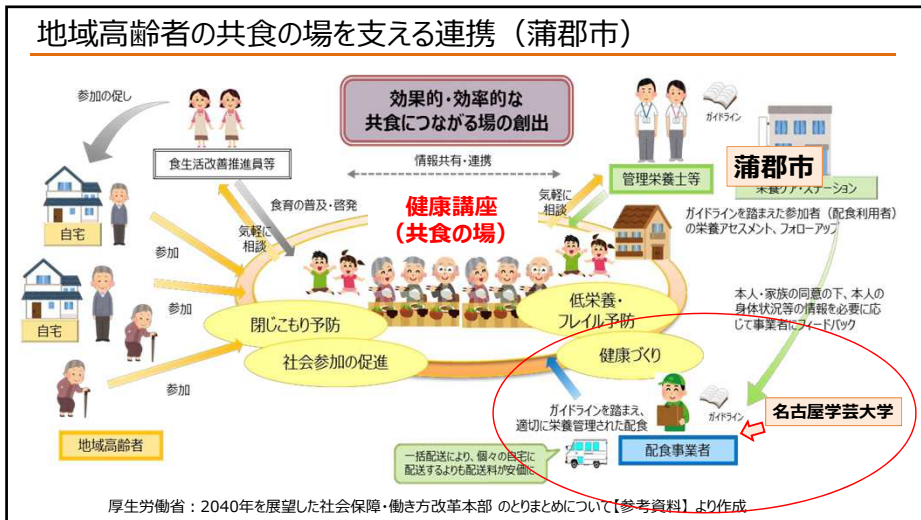 地域高齢者の共食の場を支える連携（蒲郡市）
参加の促し
効果的・効率的な
共食につながる場の創出
ガイドライン
食生活改善推進員等
情報共有・連携
管理栄養士等
蒲郡市
栄養ケア・ステーション
自宅
食育の普及・啓発
気軽に
相談
健康講座
（共食の場）
気軽に
相談
ガイドラインを踏まえた参加者（配食利用者）
の栄養アセスメント、フォローアップ
参加
自宅
参加
閉じこもり予防
低栄養・
フレイル予防
本人・家族の同意の下、本人の
身体状況等の情報を必要に応
じて事業者にフィードバック
社会参加の促進
健康づくり
参加
ガイドラインを踏まえ、
適切に栄養管理された配食
ガイドライン
名古屋学芸大学
地域高齢者
一括配送により、個々の自宅に
配送するよりも配送料が安価に
配食事業者
厚生労働省：2040年を展望した社会保障・働き方改革本部 のとりまとめについて【参考資料】 より作成